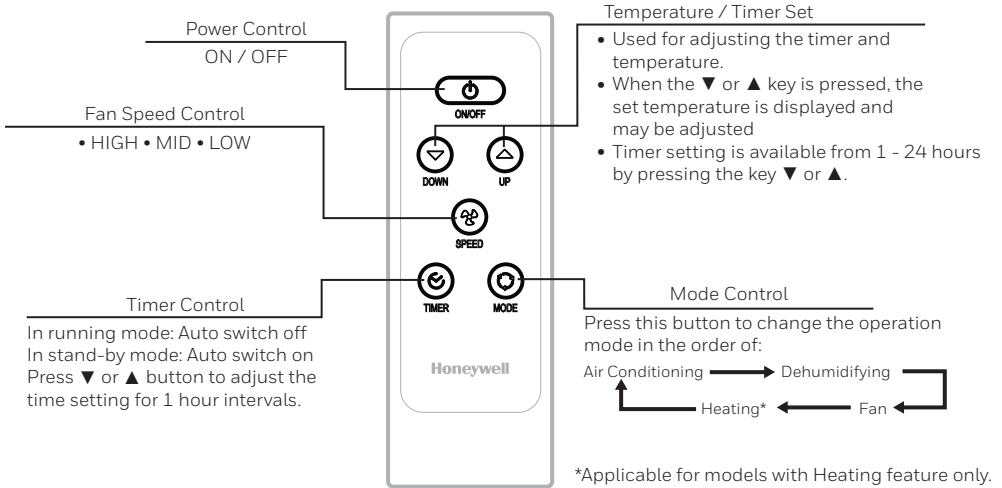 Power Control
ON / OFF
Fan Speed Control
• HIGH • MID • LOW
Timer Control
In running mode: Auto switch off
In stand-by mode: Auto switch on
Press ▼ or ▲ button to adjust the
time setting for 1 hour intervals.
ON/OFF
DOWN
UP
SPEED
TIMER
MODE
Honeywell
Temperature / Timer Set
• Used for adjusting the timer and
temperature.
• When the ▼ or ▲ key is pressed, the
set temperature is displayed and
may be adjusted
• Timer setting is available from 1 - 24 hours
by pressing the key ▼ or ▲.
Mode Control
Press this button to change the operation
mode in the order of:
Air Conditioning
Dehumidifying
Fan
Heating*
*Applicable for models with Heating feature only.